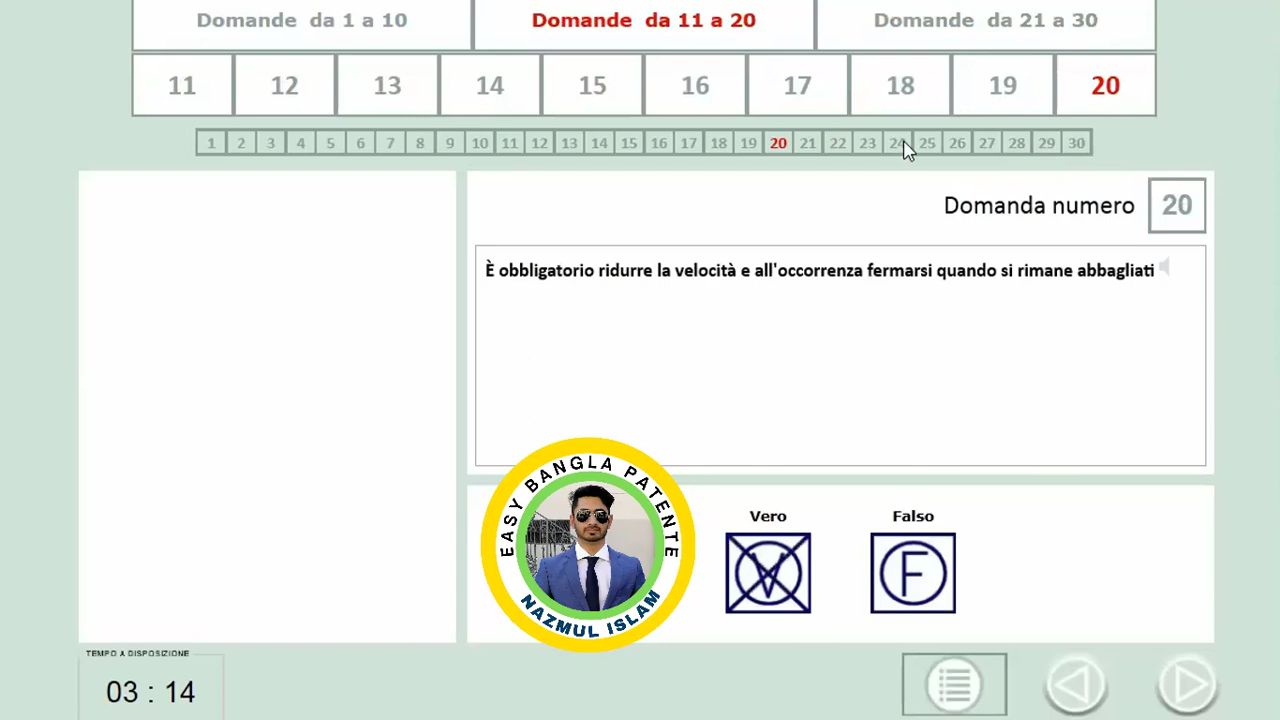 Domande da 1 a 10 Domande da 11 a 20 Domande da 21 a 30
11 12 13 14 15 16 17 18 19 20
1 2 3 4 5 6 7 8 9 10 11 12 13 14 15 16 17 18 19 20 21 22 23 24 25 26 27 28 29 30
Domanda numero 20
È obbligatorio ridurre la velocità e all'occorrenza fermarsi quando si rimane abbagliati
EASY BANGLA PATENTE
NAZMUL ISLAM
Vero Falso
V F
TEMPO A DISPOSIZIONE
03 : 14